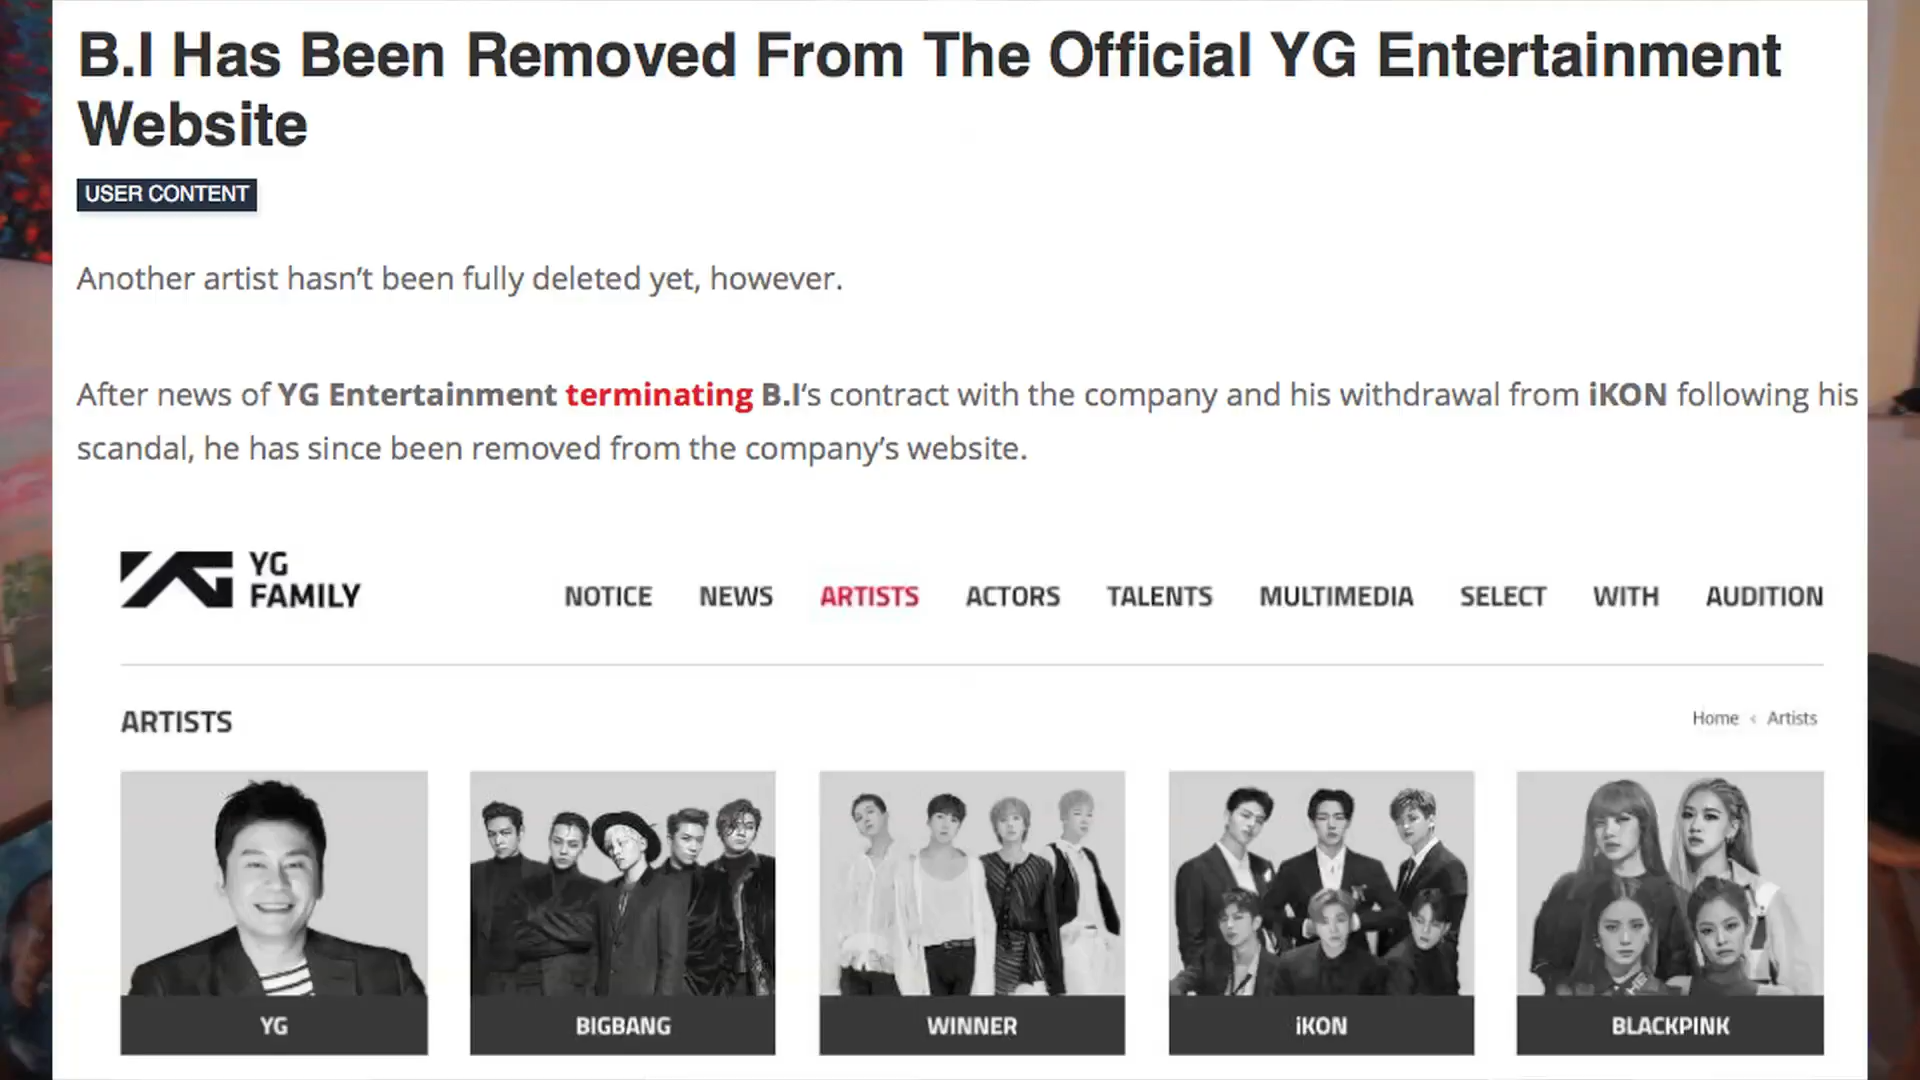 B.I Has Been Removed From The Official YG Entertainment
Website
USER CONTENT
Another artist hasn’t been fully deleted yet, however.
After news of YG Entertainment terminating B.I‘s contract with the company and his withdrawal from iKON following his
scandal, he has since been removed from the company’s website.
YG
FAMILY
NOTICE NEWS ARTISTS ACTORS TALENTS MULTIMEDIA SELECT WITH AUDITION
ARTISTS
Home ‹ Artists
YG BIGBANG WINNER iKON BLACKPINK